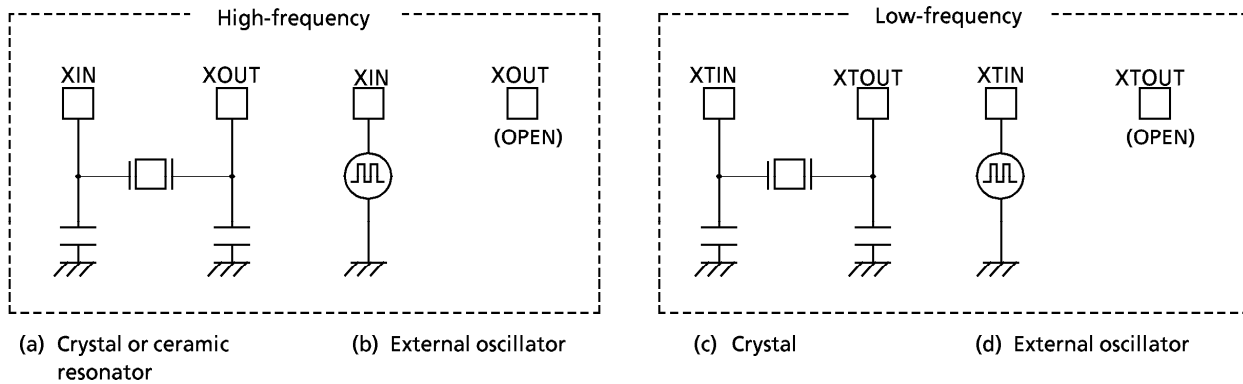 High-frequency
Low-frequency
XIN
XOUT
XIN
XOUT
(OPEN)
XTIN
XTOUT
XTIN
XTOUT
(OPEN)
(a) Crystal or ceramic
resonator
(b) External oscillator
(c) Crystal
(d) External oscillator